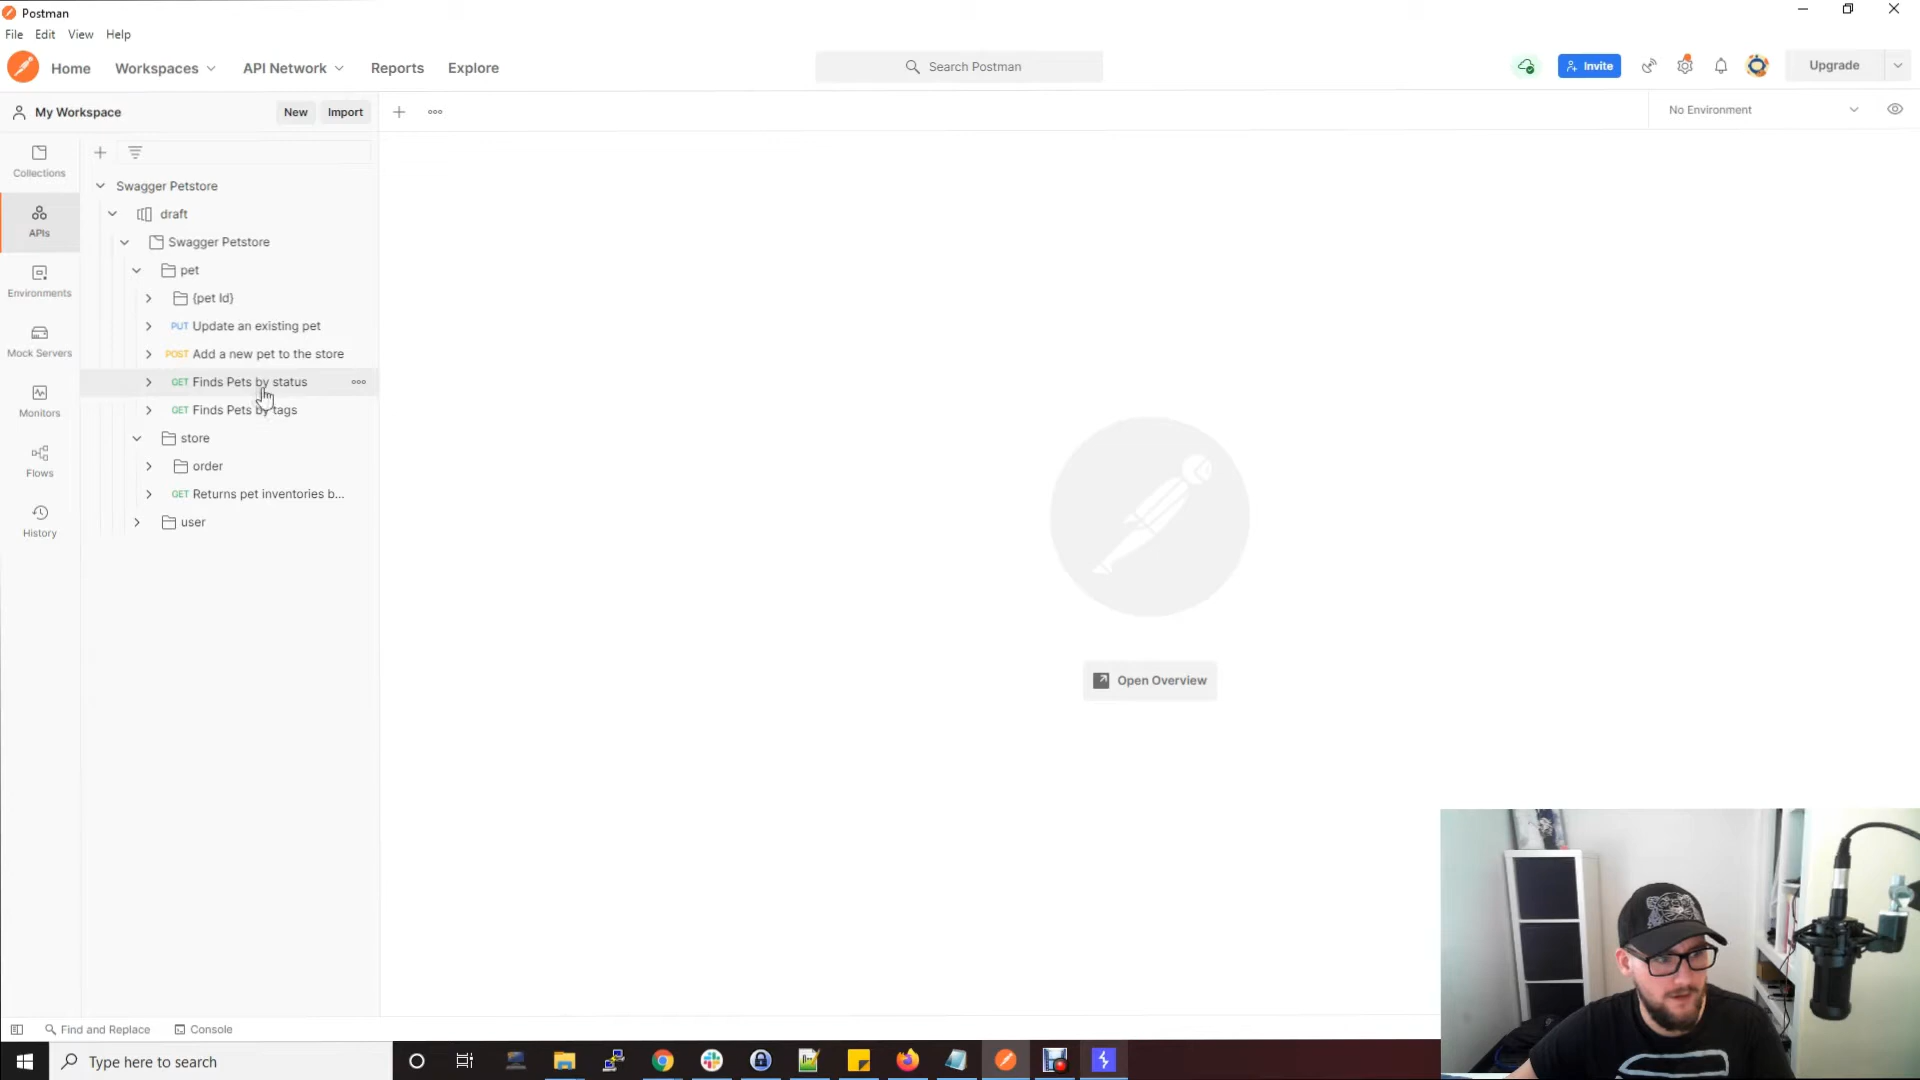 Postman
File Edit View Help
Home Workspaces API Network Reports Explore Search Postman Invite Upgrade
My Workspace New Import No Environment
Collections
APIs
Environments
Mock Servers
Monitors
Flows
History
Swagger Petstore
draft
Swagger Petstore
pet
{pet Id}
PUT Update an existing pet
POST Add a new pet to the store
GET Finds Pets by status
GET Finds Pets by tags
store
order
GET Returns pet inventories b...
user
Open Overview
Find and Replace Console
Type here to search